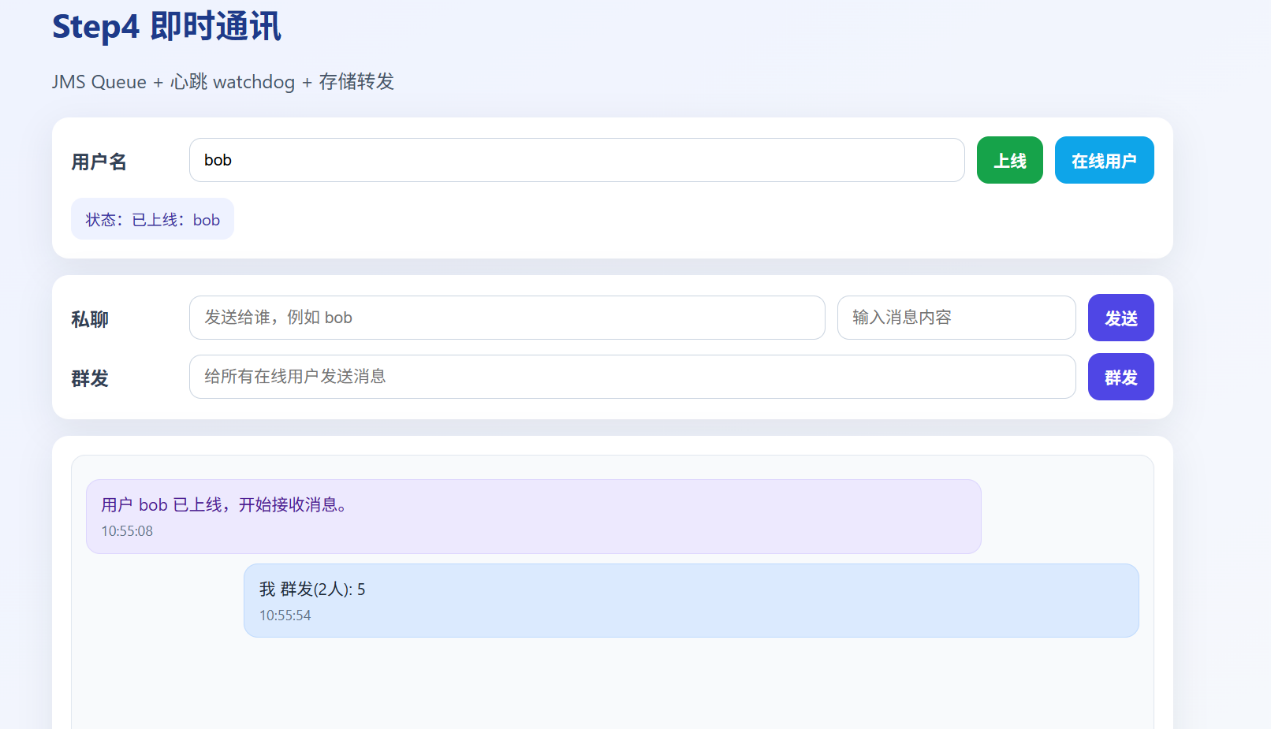 Step4 即时通讯
JMS Queue + 心跳 watchdog + 存储转发
用户名 bob 上线 在线用户
状态：已上线：bob
私聊 发送给谁，例如 bob 输入消息内容 发送
群发 给所有在线用户发送消息 群发
用户 bob 已上线，开始接收消息。
10:55:08
我 群发(2人): 5
10:55:54